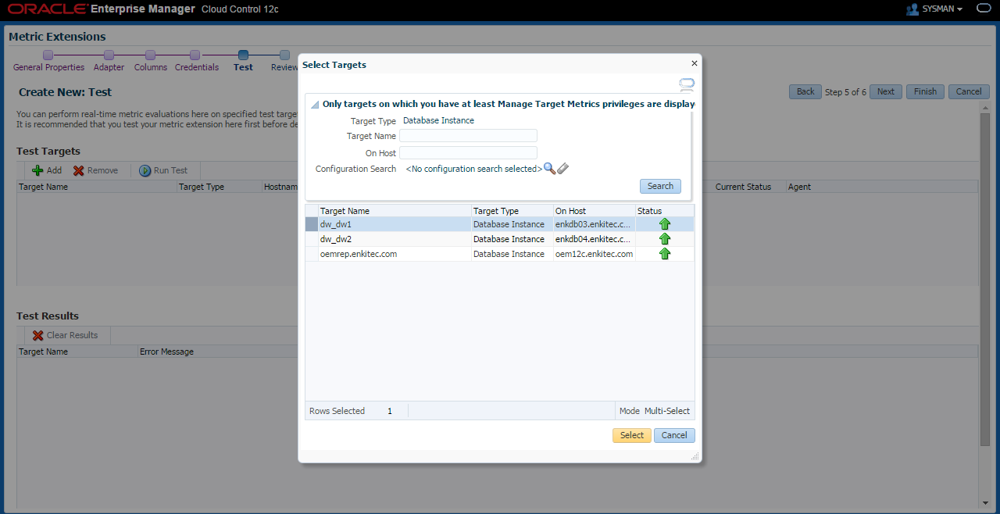 ORACLE Enterprise Manager Cloud Control 12c
SYSMAN
Metric Extensions
General Properties Adapter Columns Credentials Test Review
Create New: Test
Back Step 5 of 6 Next Finish Cancel
You can perform real-time metric evaluations here on specified test target
It is recommended that you test your metric extension here first before de
Test Targets
Add Remove Run Test
Target Name Target Type Hostnam Current Status Agent
Test Results
Clear Results
Target Name Error Message
Select Targets
Only targets on which you have at least Manage Target Metrics privileges are display
Target Type Database Instance
Target Name
On Host
Configuration Search <No configuration search selected>
Search
Target Name Target Type On Host Status
dw_dw1 Database Instance enkdb03.enkitec.c...
dw_dw2 Database Instance enkdb04.enkitec.c...
oemrep.enkitec.com Database Instance oem12c.enkitec.com
Rows Selected 1 Mode Multi-Select
Select Cancel